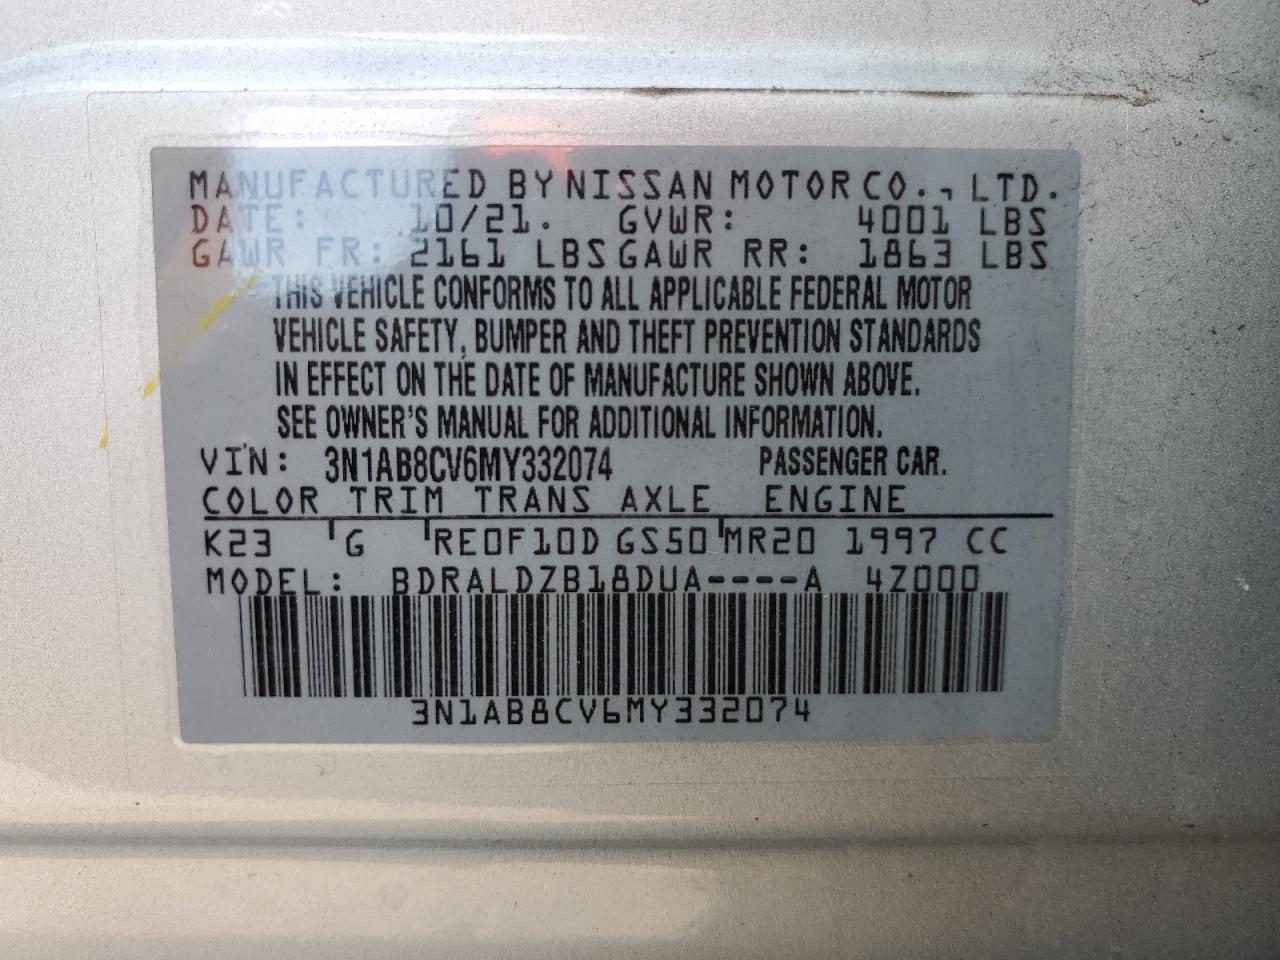 MANUFACTURED BY NISSAN MOTOR CO., LTD.
DATE: 10/21. GVWR: 4001 LBS
GAWR FR: 2161 LBS GAWR RR: 1863 LBS
THIS VEHICLE CONFORMS TO ALL APPLICABLE FEDERAL MOTOR
VEHICLE SAFETY, BUMPER AND THEFT PREVENTION STANDARDS
IN EFFECT ON THE DATE OF MANUFACTURE SHOWN ABOVE.
SEE OWNER'S MANUAL FOR ADDITIONAL INFORMATION.
VIN: 3N1AB8CV6MY332074 PASSENGER CAR.
COLOR TRIM TRANS AXLE ENGINE
K23 G RE0F10D GS50 MR20 1997 CC
MODEL: BDRALDZB18DUA----A 4Z000
3N1AB8CV6MY332074